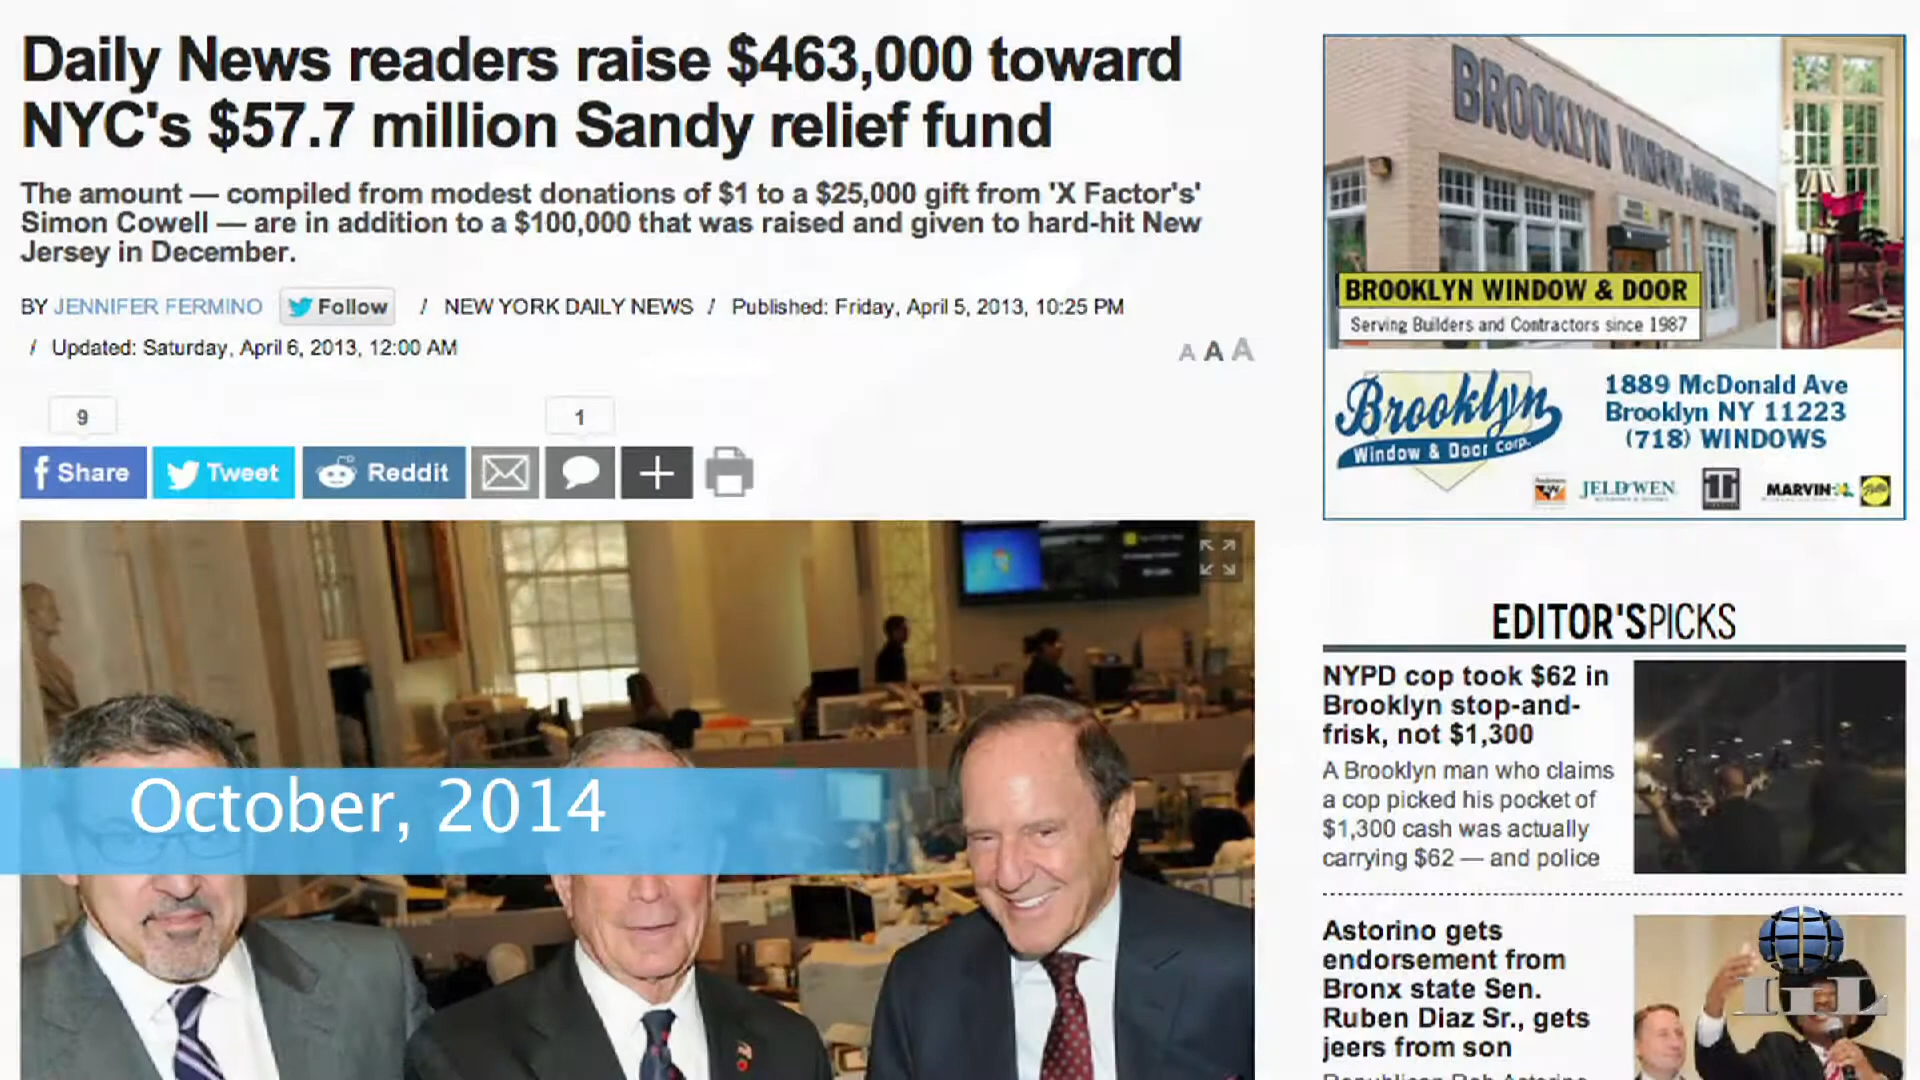 Daily News readers raise $463,000 toward
NYC's $57.7 million Sandy relief fund
The amount — compiled from modest donations of $1 to a $25,000 gift from 'X Factor's'
Simon Cowell — are in addition to a $100,000 that was raised and given to hard-hit New
Jersey in December.
BY JENNIFER FERMINO Follow / NEW YORK DAILY NEWS / Published: Friday, April 5, 2013, 10:25 PM
/ Updated: Saturday, April 6, 2013, 12:00 AM
A A A
9
1
f Share
Tweet
Reddit
October, 2014
BROOKLYN WINDOW
BROOKLYN WINDOW & DOOR
Serving Builders and Contractors since 1987
Brooklyn
Window & Door Corp.
1889 McDonald Ave
Brooklyn NY 11223
(718) WINDOWS
JELD-WEN
MARVIN
EDITOR'S PICKS
NYPD cop took $62 in
Brooklyn stop-and-
frisk, not $1,300
A Brooklyn man who claims
a cop picked his pocket of
$1,300 cash was actually
carrying $62 — and police
Astorino gets
endorsement from
Bronx state Sen.
Ruben Diaz Sr., gets
jeers from son